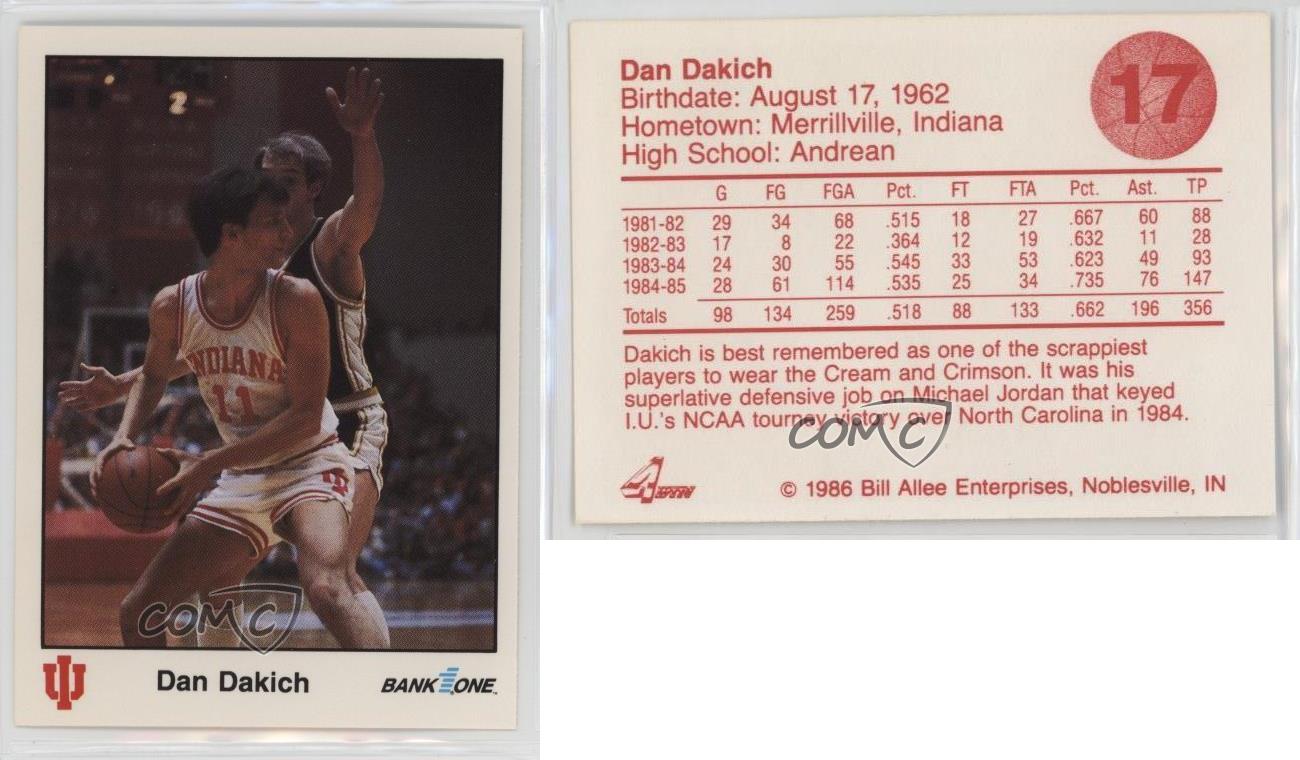 2
INDIANA
11
COMC
Dan Dakich
BANK ONE
17
Dan Dakich
Birthdate: August 17, 1962
Hometown: Merrillville, Indiana
High School: Andrean
G FG FGA Pct. FT FTA Pct. Ast. TP
1981-82 29 34 68 .515 18 27 .667 60 88
1982-83 17 8 22 .364 12 19 .632 11 28
1983-84 24 30 55 .545 33 53 .623 49 93
1984-85 28 61 114 .535 25 34 .735 76 147
Totals 98 134 259 .518 88 133 .662 196 356
Dakich is best remembered as one of the scrappiest
players to wear the Cream and Crimson. It was his
superlative defensive job on Michael Jordan that keyed
I.U.'s NCAA tourney victory over North Carolina in 1984.
COMC
4
© 1986 Bill Allee Enterprises, Noblesville, IN